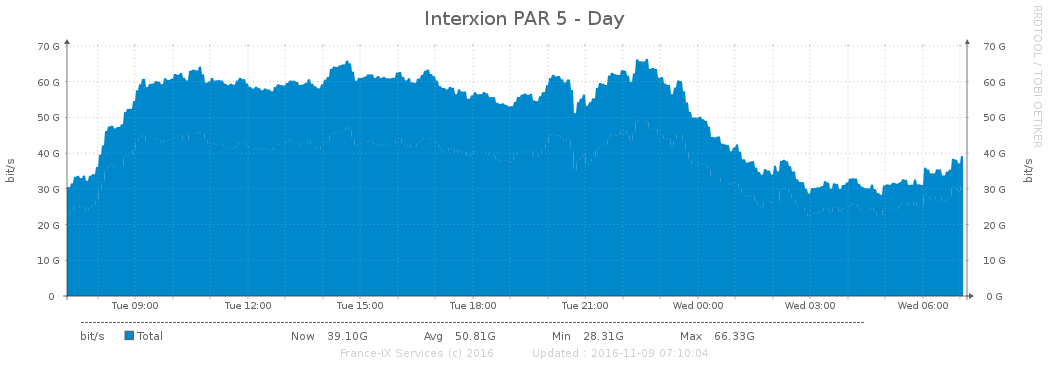 Interxion PAR 5 - Day
RRDTOOL / TOBI OETIKER
bit/s
bit/s
70 G 70 G
60 G 60 G
50 G 50 G
40 G 40 G
30 G 30 G
20 G 20 G
10 G 10 G
0 0 G
Tue 09:00 Tue 12:00 Tue 15:00 Tue 18:00 Tue 21:00 Wed 00:00 Wed 03:00 Wed 06:00
bit/s Total Now 39.10G Avg 50.81G Min 28.31G Max 66.33G
France-IX Services (c) 2016 Updated : 2016-11-09 07:10:04